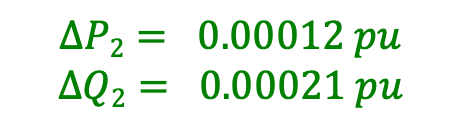 ΔP₂ = 0.00012 pu
ΔQ₂ = 0.00021 pu